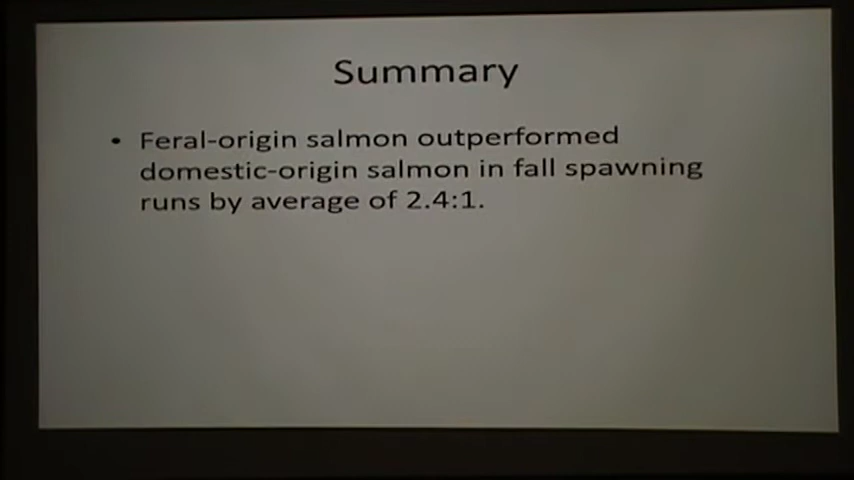 Summary
• Feral-origin salmon outperformed
domestic-origin salmon in fall spawning
runs by average of 2.4:1.